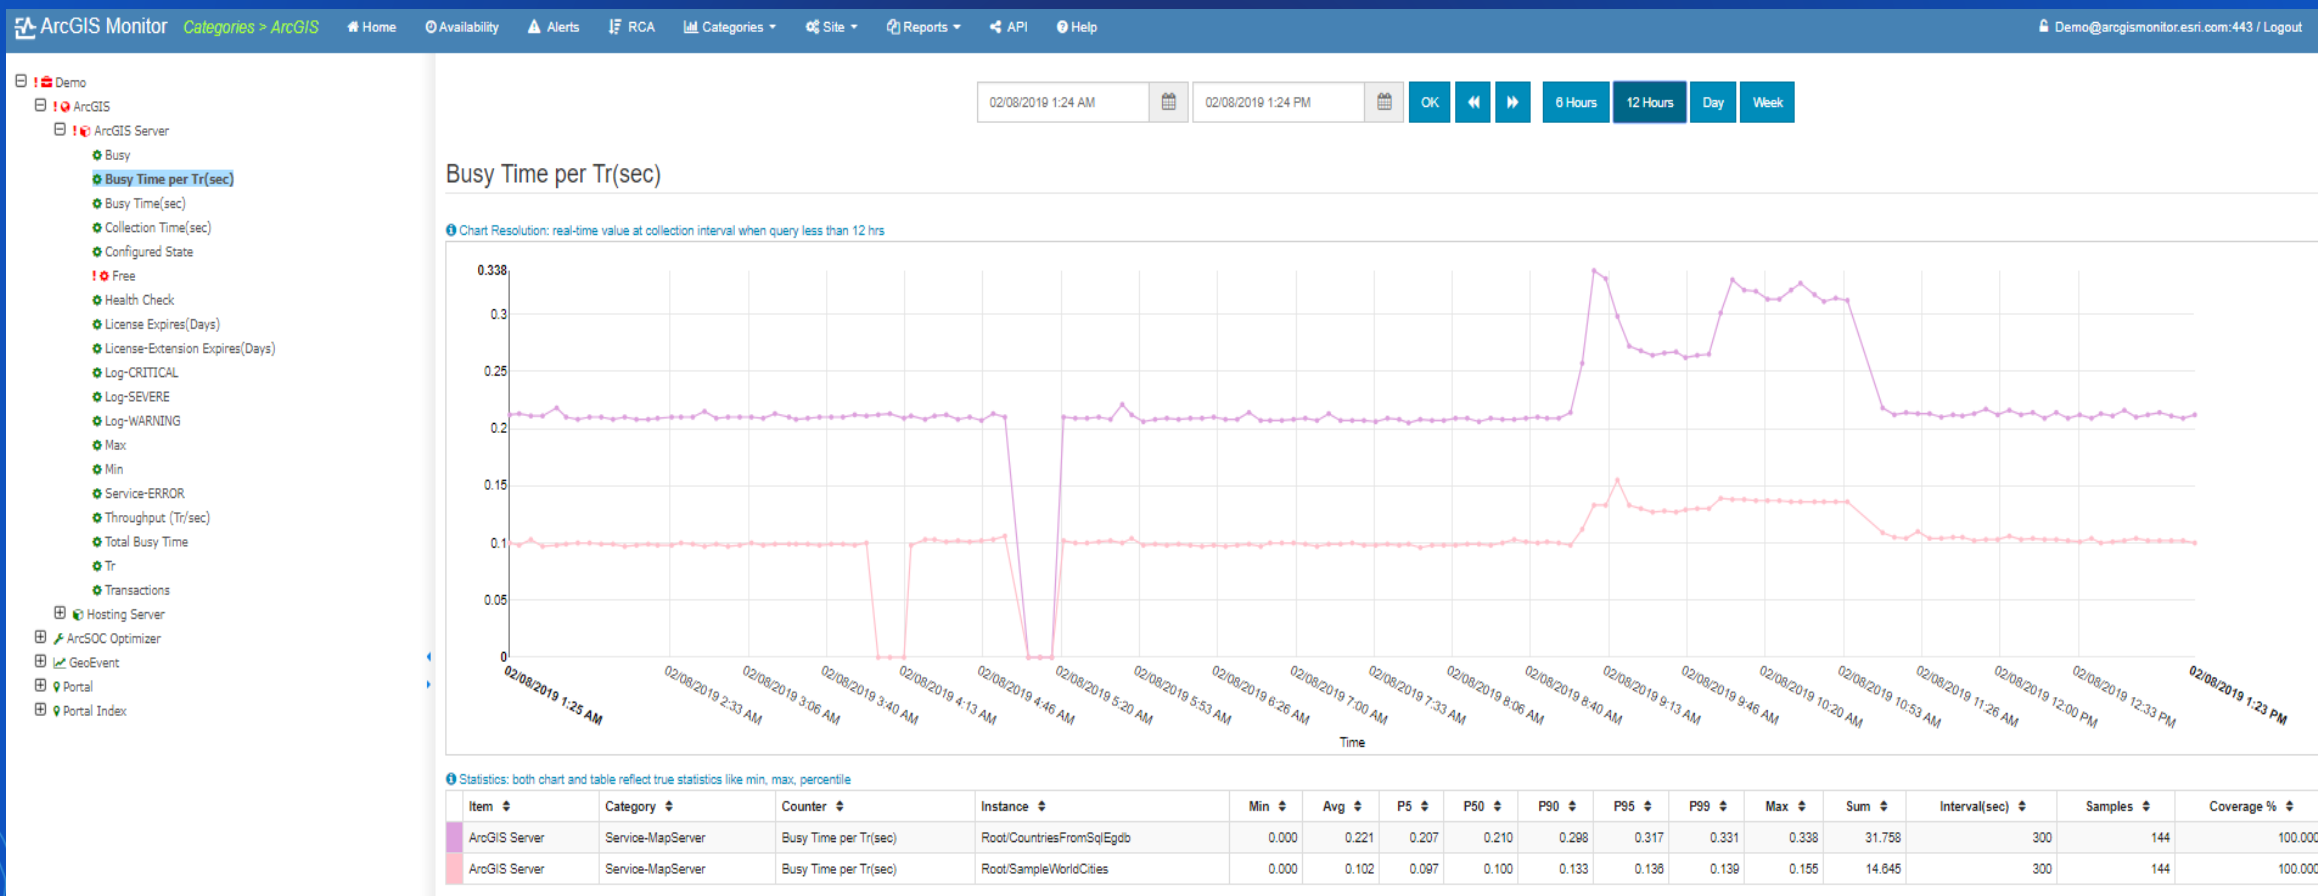 ArcGIS Monitor Categories > ArcGIS Home Availability Alerts RCA Categories Site Reports API Help Demo@arcgismonitor.esri.com:443 / Logout
Demo
ArcGIS
ArcGIS Server
Busy
Busy Time per Tr(sec)
Busy Time(sec)
Collection Time(sec)
Configured State
Free
Health Check
License Expires(Days)
License-Extension Expires(Days)
Log-CRITICAL
Log-SEVERE
Log-WARNING
Max
Min
Service-ERROR
Throughput (Tr/sec)
Total Busy Time
Tr
Transactions
Hosting Server
ArcSOC Optimizer
GeoEvent
Portal
Portal Index
02/08/2019 1:24 AM 02/08/2019 1:24 PM OK 6 Hours 12 Hours Day Week
Busy Time per Tr(sec)
Chart Resolution: real-time value at collection interval when query less than 12 hrs
0.338
0.3
0.25
0.2
0.15
0.1
0.05
0
02/08/2019 1:25 AM
02/08/2019 2:33 AM
02/08/2019 3:06 AM
02/08/2019 3:40 AM
02/08/2019 4:13 AM
02/08/2019 4:46 AM
02/08/2019 5:20 AM
02/08/2019 5:53 AM
02/08/2019 6:26 AM
02/08/2019 7:00 AM
02/08/2019 7:33 AM
02/08/2019 8:06 AM
02/08/2019 8:40 AM
02/08/2019 9:13 AM
02/08/2019 9:46 AM
02/08/2019 10:20 AM
02/08/2019 10:53 AM
02/08/2019 11:26 AM
02/08/2019 12:00 PM
02/08/2019 12:33 PM
02/08/2019 1:23 PM
Time
Statistics: both chart and table reflect true statistics like min, max, percentile
Item Category Counter Instance Min Avg P5 P50 P90 P95 P99 Max Sum Interval(sec) Samples Coverage %
ArcGIS Server Service-MapServer Busy Time per Tr(sec) Root/CountriesFromSqlEgdb 0.000 0.221 0.207 0.210 0.298 0.317 0.331 0.338 31.758 300 144 100.000
ArcGIS Server Service-MapServer Busy Time per Tr(sec) Root/SampleWorldCities 0.000 0.102 0.097 0.100 0.133 0.136 0.139 0.155 14.645 300 144 100.000